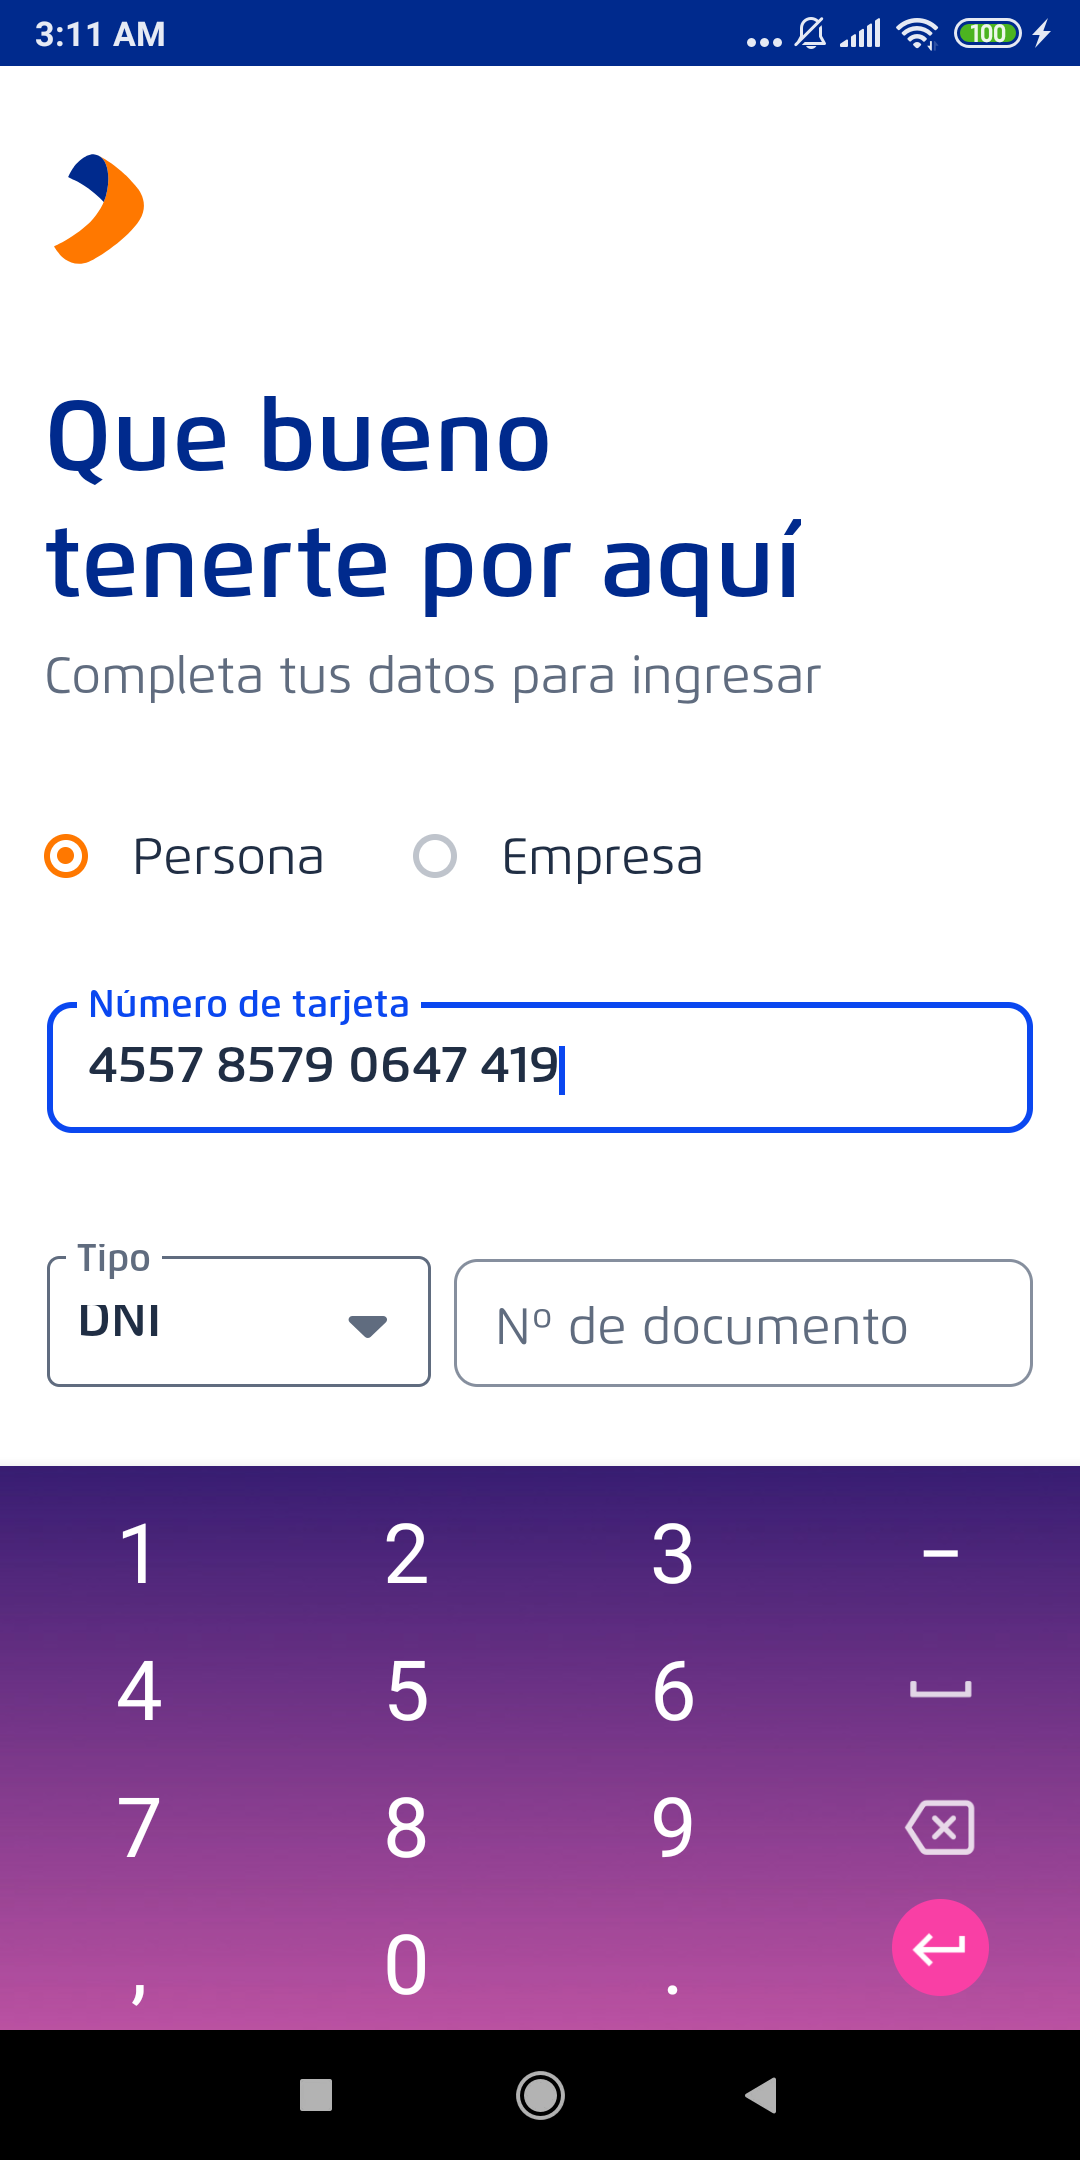 3:11 AM
100
Que bueno
tenerte por aquí
Completa tus datos para ingresar
Persona
Empresa
Número de tarjeta
4557 8579 0647 419
Tipo
DNI
Nº de documento
1 2 3 –
4 5 6
7 8 9
, 0 .